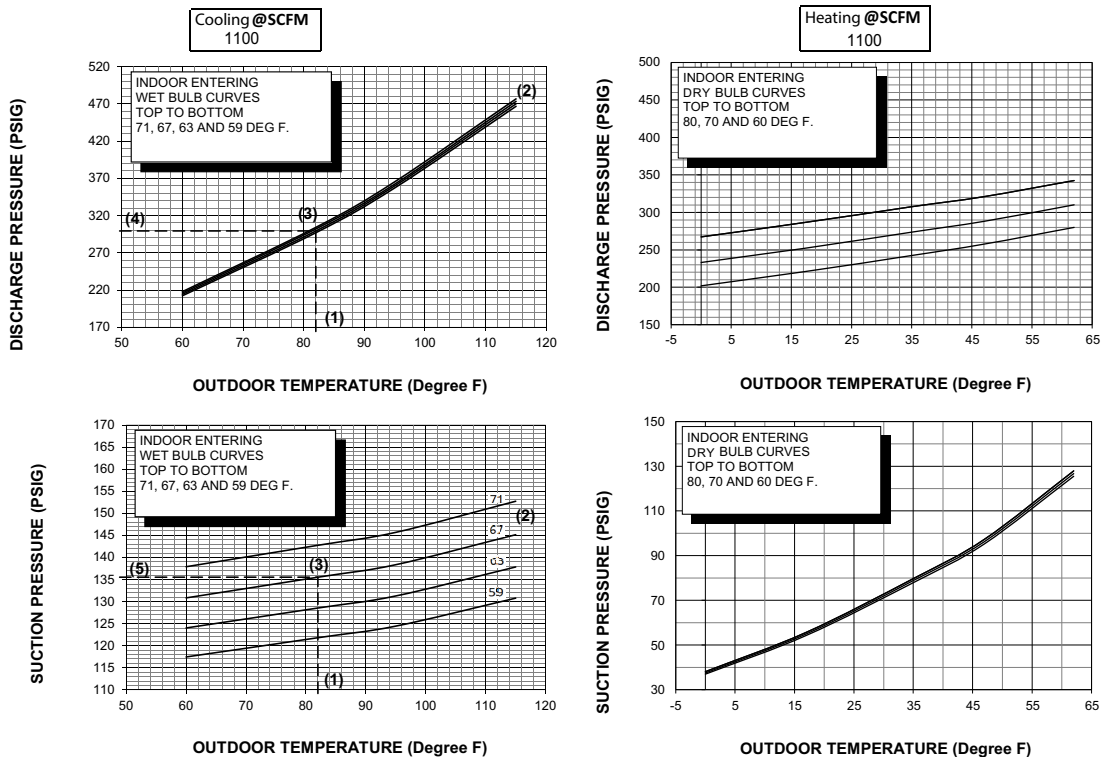 Cooling @SCFM
1100
DISCHARGE PRESSURE (PSIG)
520
470
420
370
320
270
220
170
INDOOR ENTERING
WET BULB CURVES
TOP TO BOTTOM
71, 67, 63 AND 59 DEG F.
(2)
(3)
(4)
(1)
50 60 70 80 90 100 110 120
OUTDOOR TEMPERATURE (Degree F)
Heating @SCFM
1100
DISCHARGE PRESSURE (PSIG)
500
450
400
350
300
250
200
150
INDOOR ENTERING
DRY BULB CURVES
TOP TO BOTTOM
80, 70 AND 60 DEG F.
-5 5 15 25 35 45 55 65
OUTDOOR TEMPERATURE (Degree F)
SUCTION PRESSURE (PSIG)
170
165
160
155
150
145
140
135
130
125
120
115
110
INDOOR ENTERING
WET BULB CURVES
TOP TO BOTTOM
71, 67, 63 AND 59 DEG F.
71
(2)
67
(3)
63
(5)
59
(1)
50 60 70 80 90 100 110 120
OUTDOOR TEMPERATURE (Degree F)
SUCTION PRESSURE (PSIG)
150
130
110
90
70
50
30
INDOOR ENTERING
DRY BULB CURVES
TOP TO BOTTOM
80, 70 AND 60 DEG F.
-5 5 15 25 35 45 55 65
OUTDOOR TEMPERATURE (Degree F)